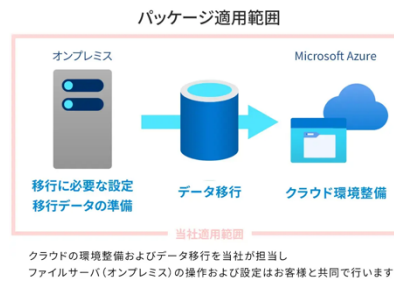 パッケージ適用範囲
オンプレミス
Microsoft Azure
移行に必要な設定
移行データの準備
データ移行
クラウド環境整備
当社適用範囲
クラウドの環境整備およびデータ移行を当社が担当し
ファイルサーバ（オンプレミス）の操作および設定はお客様と共同で行います